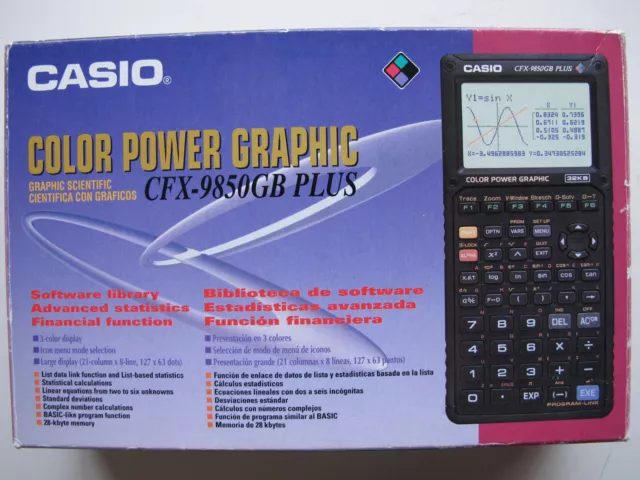 CASIO®
COLOR POWER GRAPHIC
GRAPHIC SCIENTIFIC
CIENTIFICA CON GRAFICOS
CFX-9850GB PLUS
Software library
Advanced statistics
Financial function
3-color display
Icon menu mode selection
Large display (21-column x 8-line, 127 x 63 dots)
List data link function and List-based statistics
Statistical calculations
Linear equations from two to six unknowns
Standard deviations
Complex number calculations
BASIC-like program function
28-kbyte memory
Biblioteca de software
Estadísticas avanzada
Función financiera
Presentación en 3 colores
Selección de modo de menú de iconos
Presentación grande (21 columnas x 8 líneas, 127 x 63 puntos)
Función de enlace de datos de lista y estadísticas basada en la lista
Cálculos estadísticos
Ecuaciones lineales con dos a seis incógnitas
Desviaciones estándar
Cálculos con números complejos
Función de programa similar al BASIC
Memoria de 28 kbytes
CASIO CFX-9850GB PLUS
Y1=sin X
X Y1
COLOR POWER GRAPHIC 32KB
Trace Zoom V-Window Sketch G-Solv G↔T
F1 F2 F3 F4 F5 F6
PRGM SET UP
SHIFT OPTN VARS MENU
QUIT
ALPHA x² ^ EXIT
X,θ,T log ln sin cos tan
a b/c F↔D ( ) , →
7 8 9 DEL AC/ON
4 5 6 × ÷
1 2 3 + −
0 . EXP (−) EXE
PROGRAM-LINK